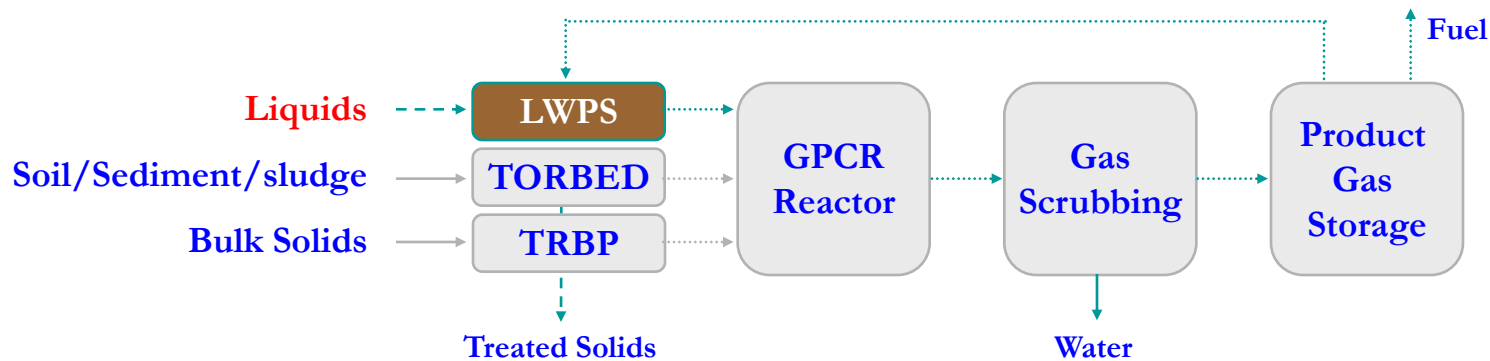 Fuel
Liquids
LWPS
Soil/Sediment/sludge
TORBED
Bulk Solids
TRBP
GPCR
Reactor
Gas
Scrubbing
Product
Gas
Storage
Treated Solids
Water